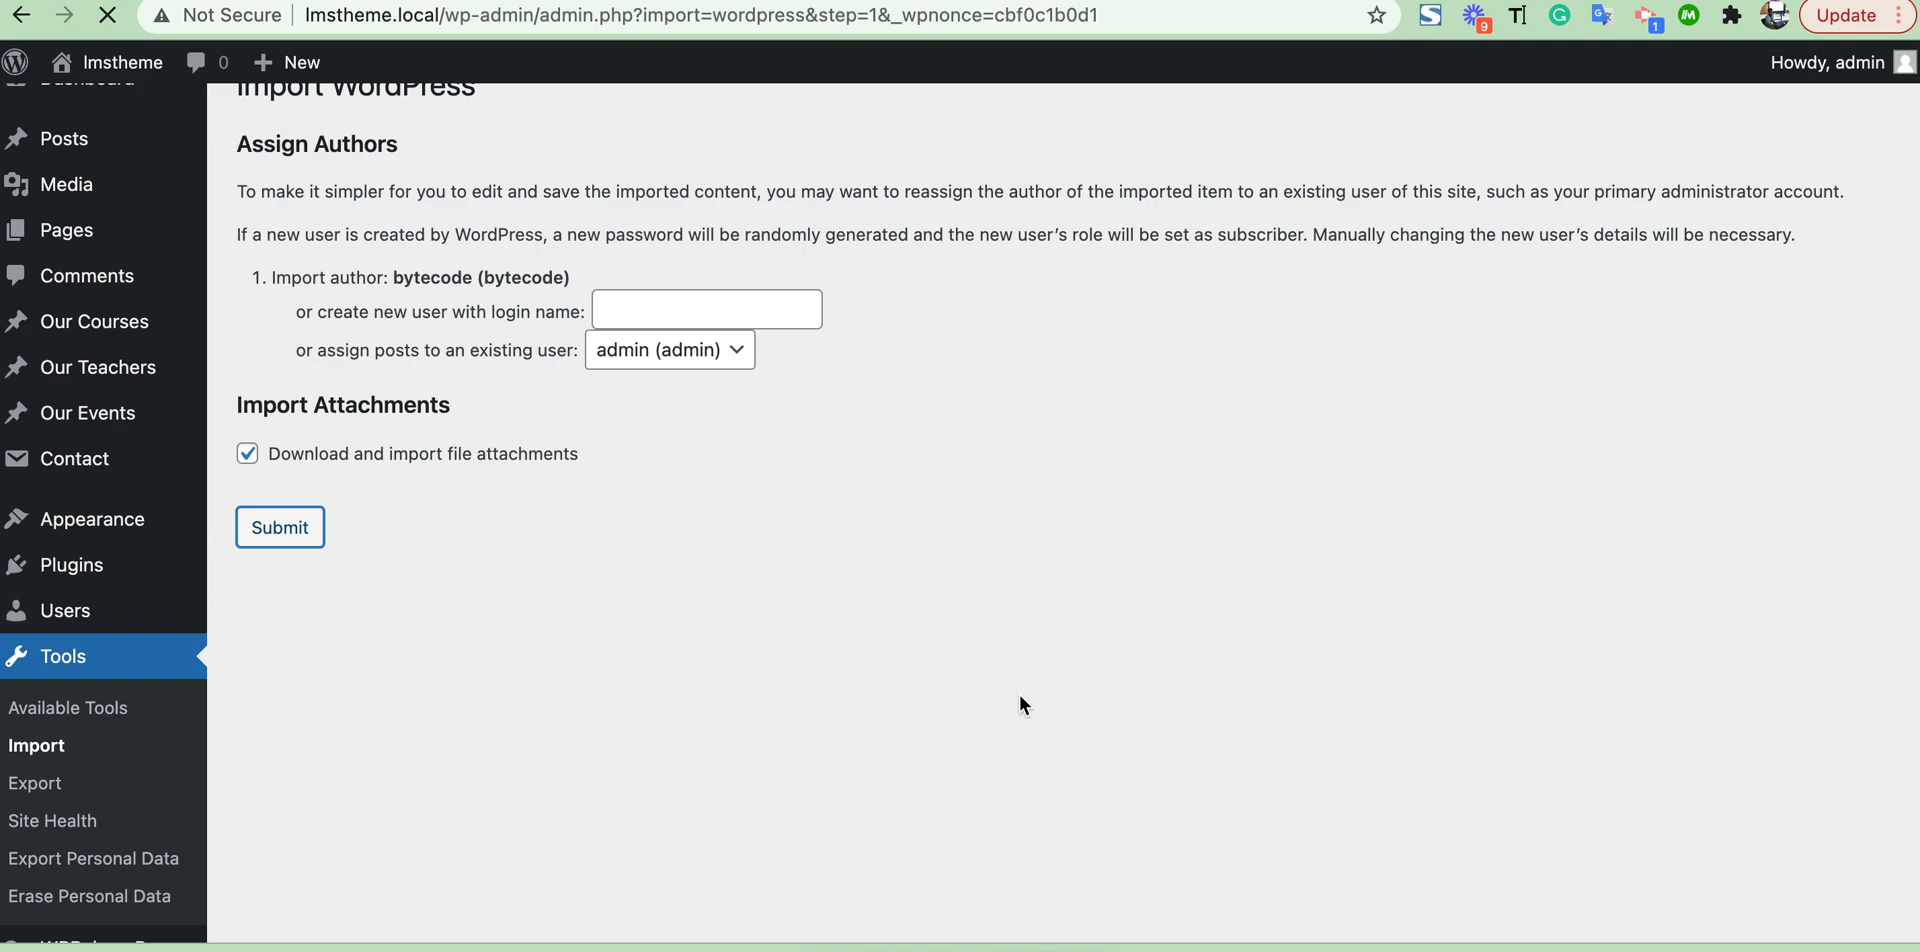 Not Secure lmstheme.local/wp-admin/admin.php?import=wordpress&step=1&_wpnonce=cbf0c1b0d1 9 1 Update
lmstheme 0 New Howdy, admin
Dashboard
Posts
Media
Pages
Comments
Our Courses
Our Teachers
Our Events
Contact
Appearance
Plugins
Users
Tools
Available Tools
Import
Export
Site Health
Export Personal Data
Erase Personal Data
Import WordPress
Assign Authors
To make it simpler for you to edit and save the imported content, you may want to reassign the author of the imported item to an existing user of this site, such as your primary administrator account.
If a new user is created by WordPress, a new password will be randomly generated and the new user’s role will be set as subscriber. Manually changing the new user’s details will be necessary.
1. Import author: bytecode (bytecode)
or create new user with login name:
or assign posts to an existing user: admin (admin)
Import Attachments
Download and import file attachments
Submit